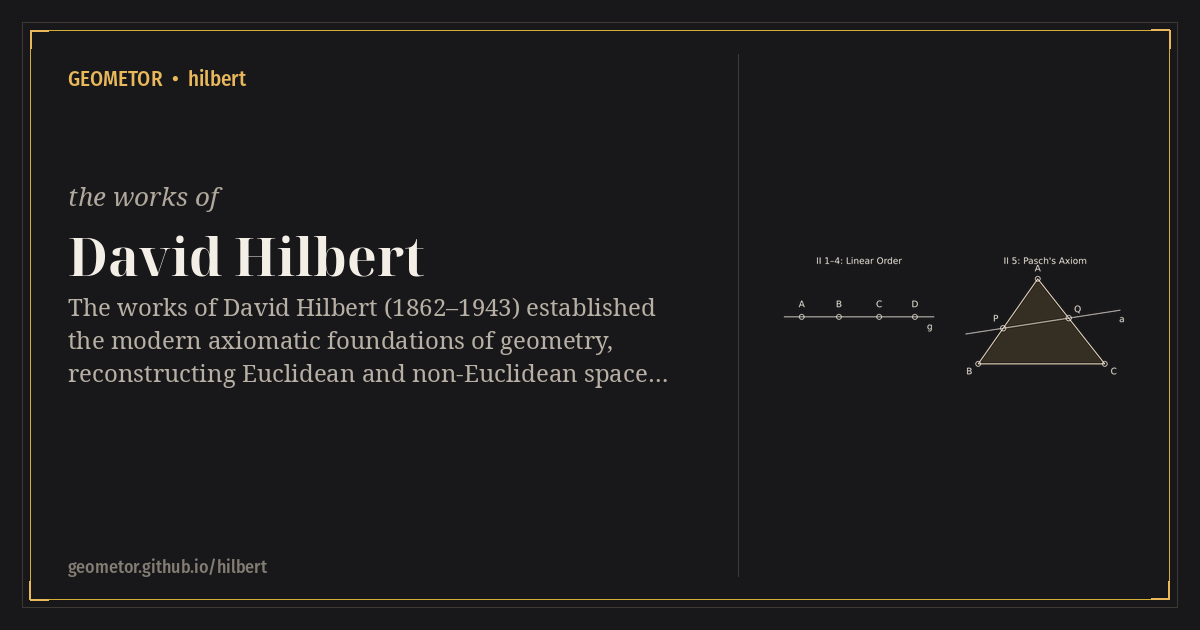 GEOMETOR • hilbert
the works of
David Hilbert
The works of David Hilbert (1862–1943) established
the modern axiomatic foundations of geometry,
reconstructing Euclidean and non-Euclidean space...
geometor.github.io/hilbert
II 1–4: Linear Order
A B C D
g
II 5: Pasch's Axiom
A
P Q
a
B C